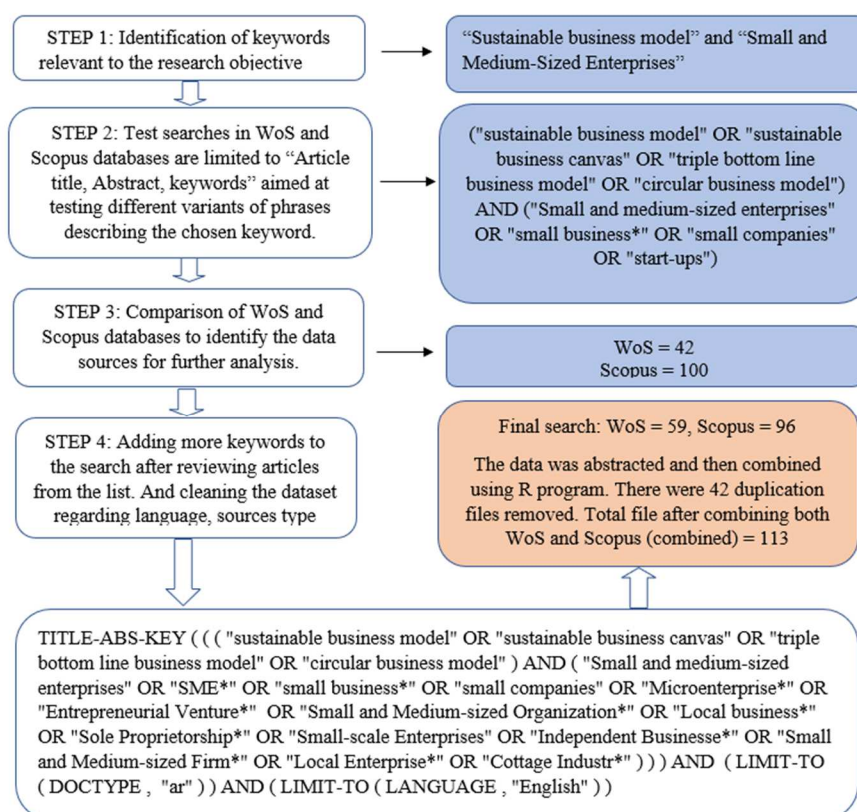 STEP 1: Identification of keywords
relevant to the research objective
“Sustainable business model” and “Small and
Medium-Sized Enterprises”
STEP 2: Test searches in WoS and
Scopus databases are limited to “Article
title, Abstract, keywords” aimed at
testing different variants of phrases
describing the chosen keyword.
("sustainable business model" OR "sustainable
business canvas" OR "triple bottom line
business model" OR "circular business model")
AND ("Small and medium-sized enterprises"
OR "small business*" OR "small companies"
OR "start-ups")
STEP 3: Comparison of WoS and
Scopus databases to identify the data
sources for further analysis.
WoS = 42
Scopus = 100
STEP 4: Adding more keywords to
the search after reviewing articles
from the list. And cleaning the dataset
regarding language, sources type
Final search: WoS = 59, Scopus = 96
The data was abstracted and then combined
using R program. There were 42 duplication
files removed. Total file after combining both
WoS and Scopus (combined) = 113
TITLE-ABS-KEY ( ( ( "sustainable business model" OR "sustainable business canvas" OR "triple
bottom line business model" OR "circular business model" ) AND ( "Small and medium-sized
enterprises" OR "SME*" OR "small business*" OR "small companies" OR "Microenterprise*" OR
"Entrepreneurial Venture*" OR "Small and Medium-sized Organization*" OR "Local business*"
OR "Sole Proprietorship*" OR "Small-scale Enterprises" OR "Independent Businesse*" OR "Small
and Medium-sized Firm*" OR "Local Enterprise*" OR "Cottage Industr*" ) ) ) AND ( LIMIT-TO
( DOCTYPE , "ar" ) ) AND ( LIMIT-TO ( LANGUAGE , "English" ) )